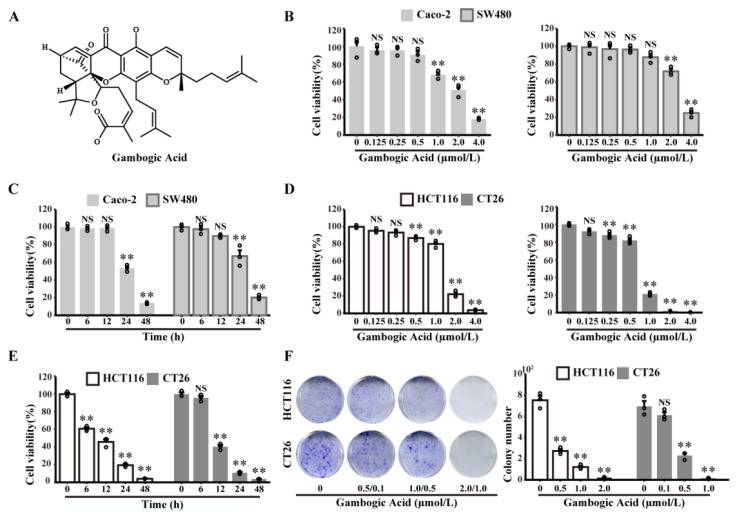 A
O
O
OH
H
O
O
O
H
O
O
Gambogic Acid
B
Caco-2 SW480
Cell viability(%)
120
100
80
60
40
20
0
NS NS NS ** ** **
0 0.125 0.25 0.5 1.0 2.0 4.0
Gambogic Acid (µmol/L)
Cell viability(%)
120
100
80
60
40
20
0
NS NS NS NS ** **
0 0.125 0.25 0.5 1.0 2.0 4.0
Gambogic Acid (µmol/L)
C
Caco-2 SW480
Cell viability(%)
120
100
80
60
40
20
0
NS NS ** ** NS NS ** **
0 6 12 24 48 0 6 12 24 48
Time (h)
D
HCT116 CT26
Cell viability(%)
120
100
80
60
40
20
0
NS NS ** ** ** **
0 0.125 0.25 0.5 1.0 2.0 4.0
Gambogic Acid (µmol/L)
Cell viability(%)
120
100
80
60
40
20
0
NS ** ** ** ** **
0 0.125 0.25 0.5 1.0 2.0 4.0
Gambogic Acid (µmol/L)
E
HCT116 CT26
Cell viability(%)
120
100
80
60
40
20
0
** ** ** ** NS ** ** **
0 6 12 24 48 0 6 12 24 48
Time (h)
F
HCT116
CT26
0 0.5/0.1 1.0/0.5 2.0/1.0
Gambogic Acid (µmol/L)
HCT116 CT26
Colony number
10²
8
6
4
2
0
** ** ** NS ** **
0 0.5 1.0 2.0 0 0.1 0.5 1.0
Gambogic Acid (µmol/L)